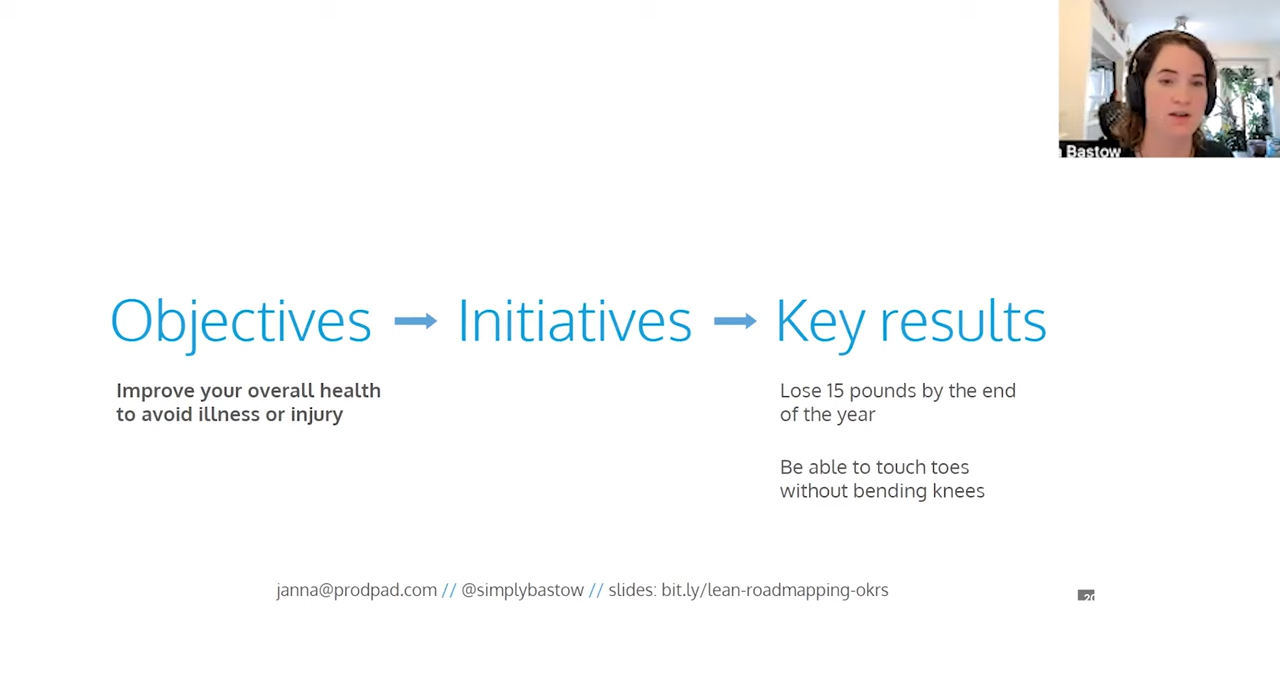 Bastow
Objectives → Initiatives → Key results
Improve your overall health
to avoid illness or injury
Lose 15 pounds by the end
of the year
Be able to touch toes
without bending knees
janna@prodpad.com // @simplybastow // slides: bit.ly/lean-roadmapping-okrs
20